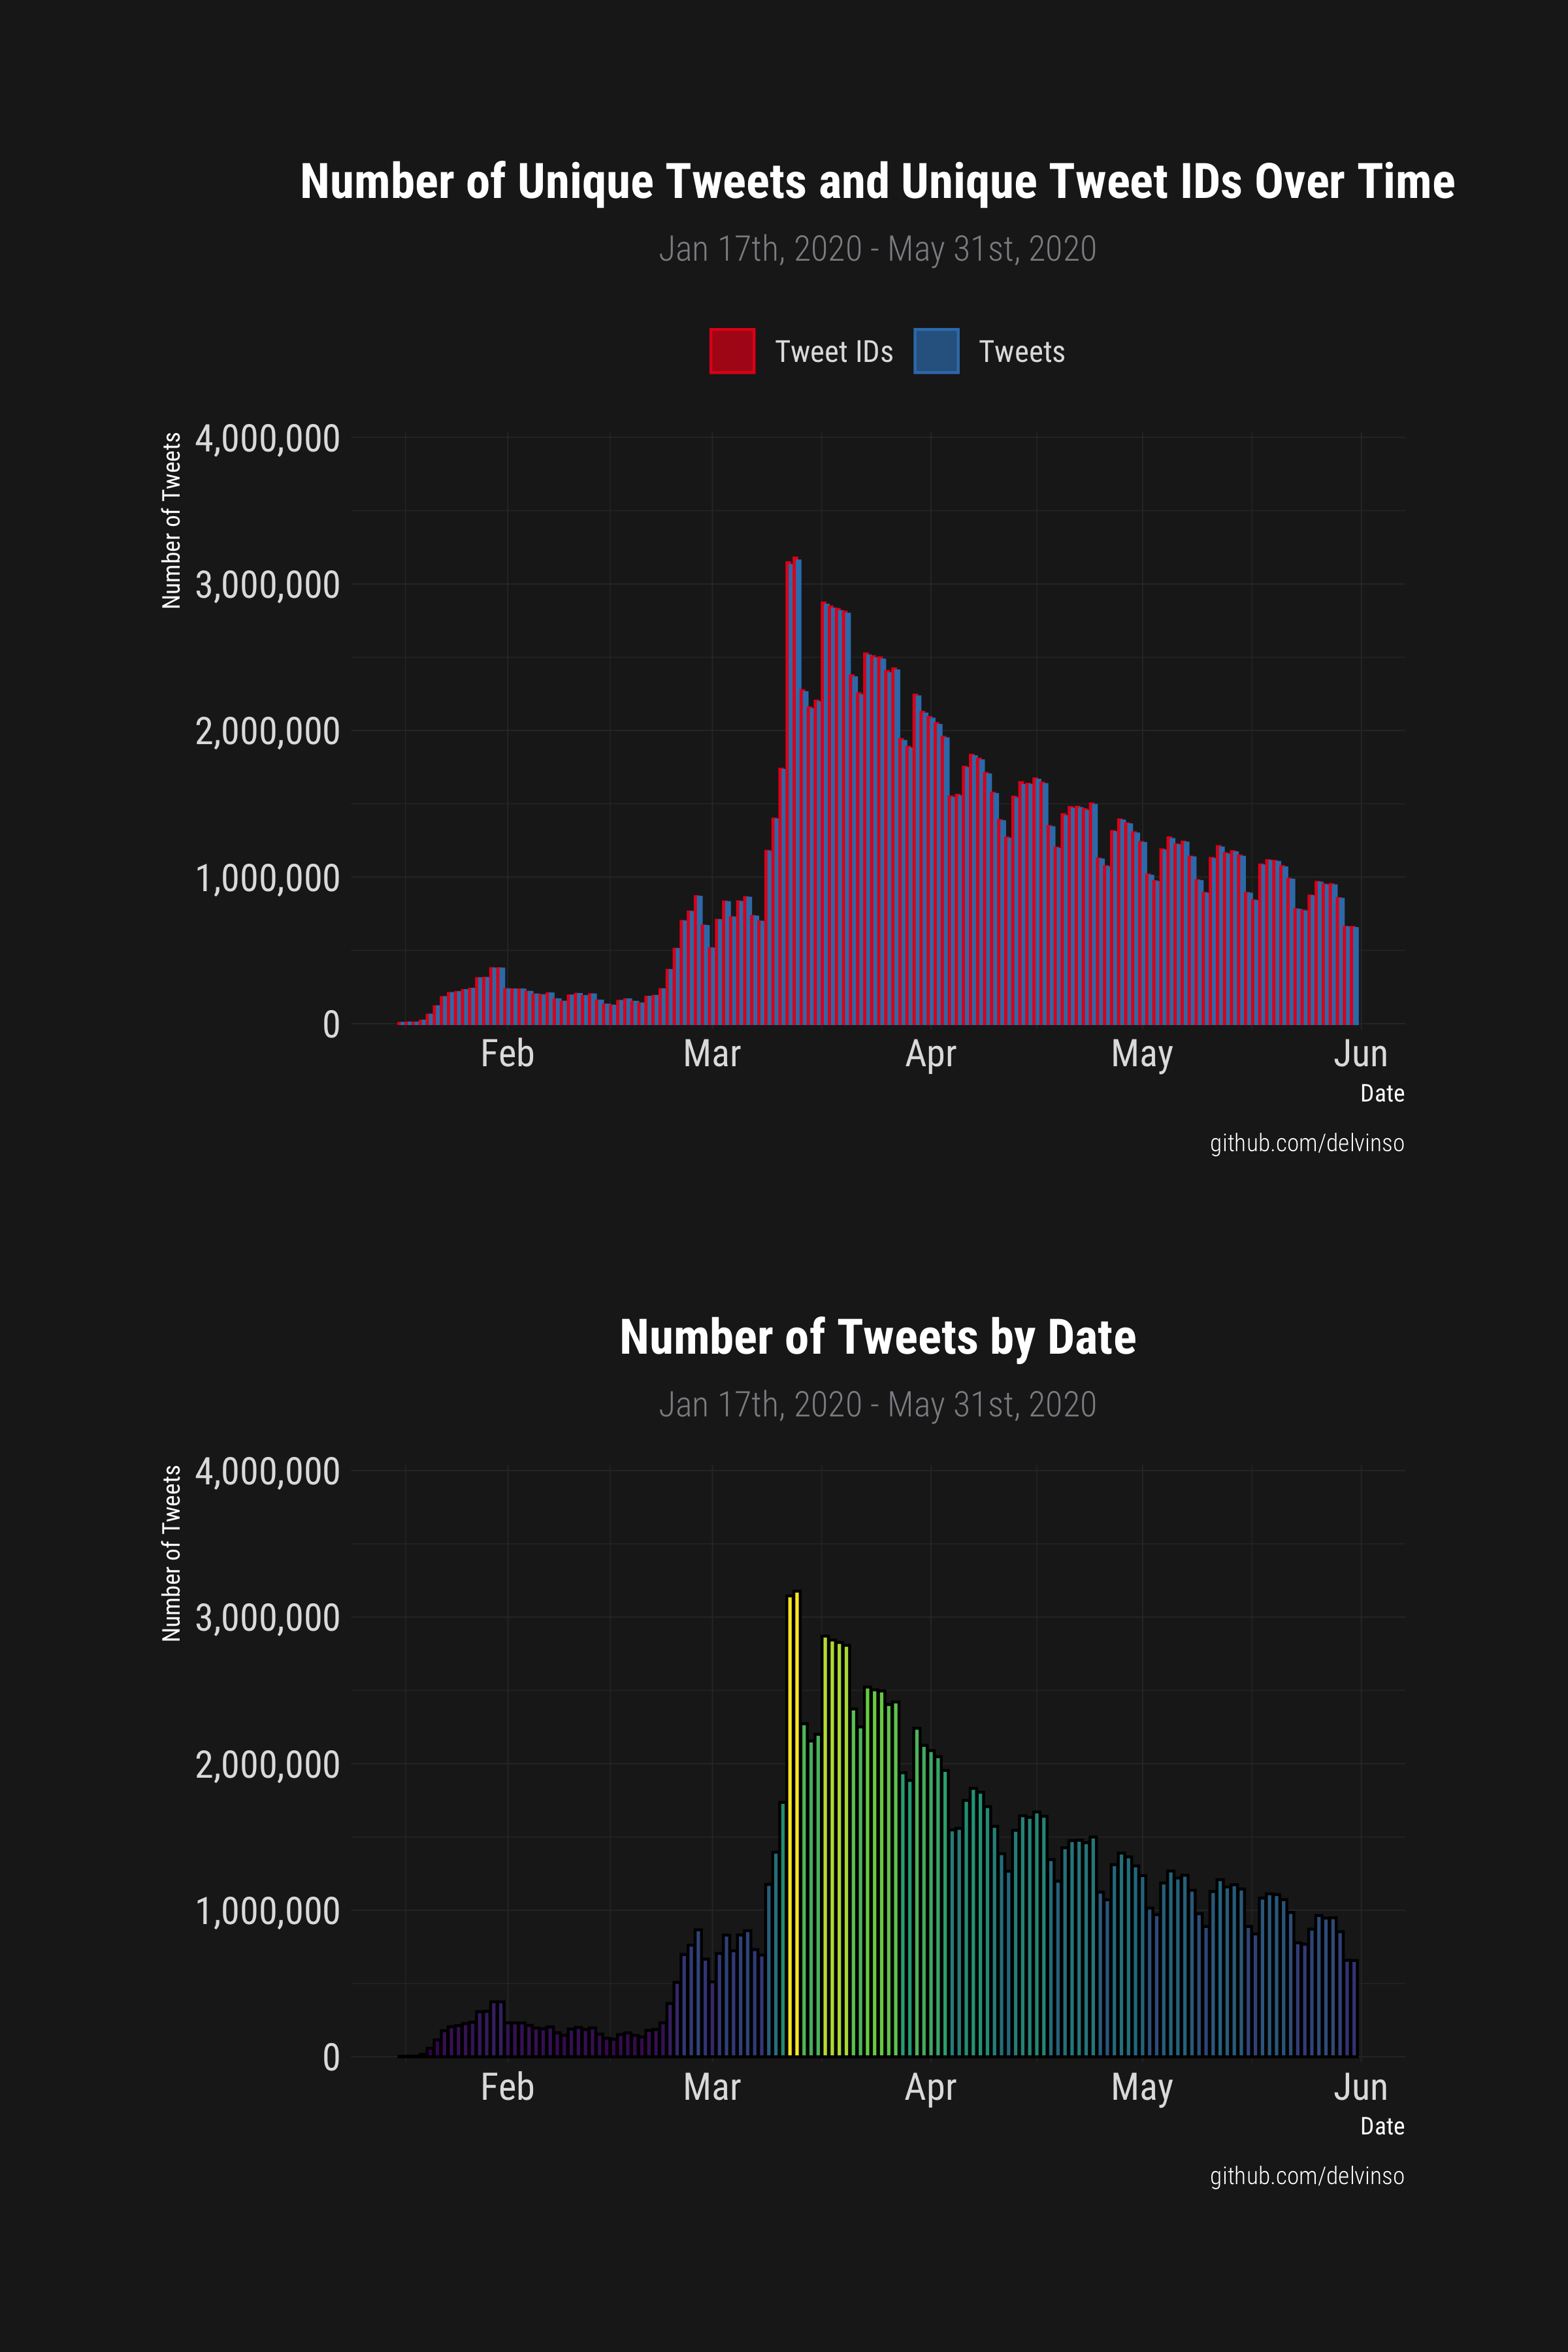 Number of Unique Tweets and Unique Tweet IDs Over Time
Jan 17th, 2020 - May 31st, 2020
Tweet IDs Tweets
Number of Tweets
4,000,000
3,000,000
2,000,000
1,000,000
0
Feb Mar Apr May Jun
Date
github.com/delvinso
Number of Tweets by Date
Jan 17th, 2020 - May 31st, 2020
Number of Tweets
4,000,000
3,000,000
2,000,000
1,000,000
0
Feb Mar Apr May Jun
Date
github.com/delvinso